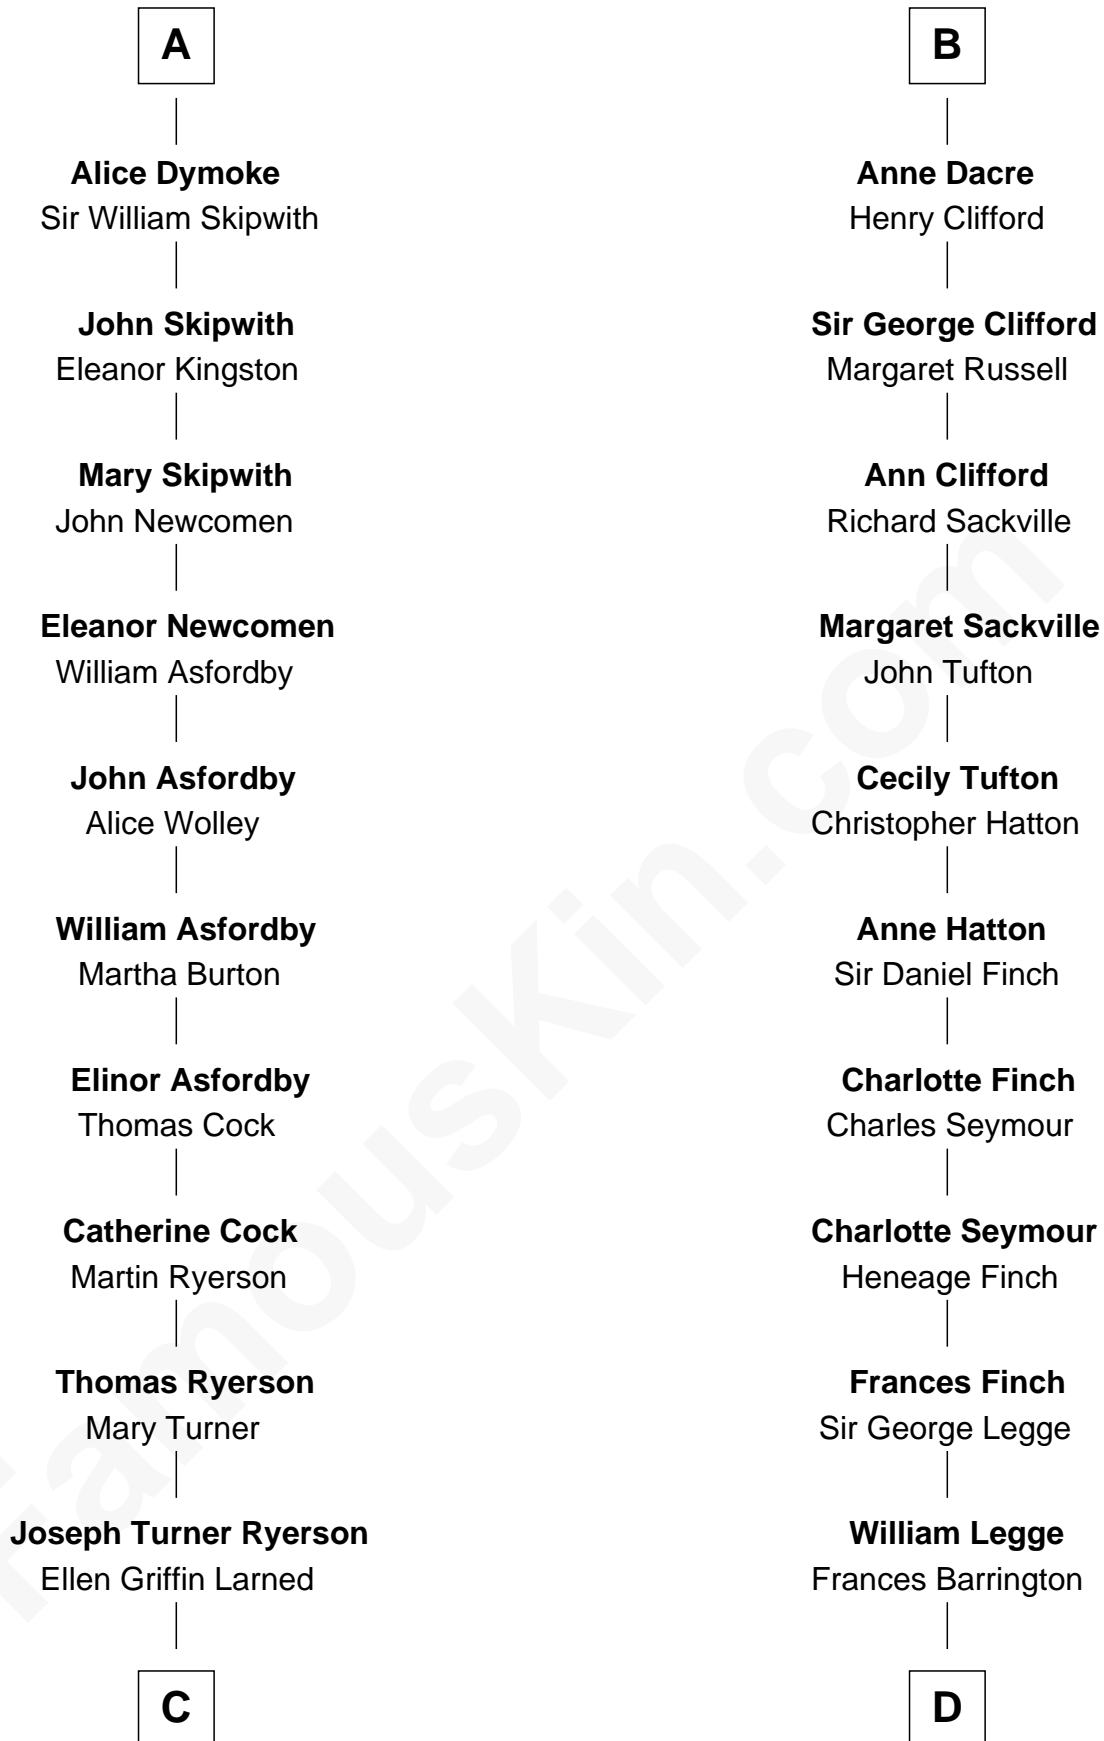 A
Alice Dymoke
Sir William Skipwith
John Skipwith
Eleanor Kingston
Mary Skipwith
John Newcomen
Eleanor Newcomen
William Asfordby
John Asfordby
Alice Wolley
William Asfordby
Martha Burton
Elinor Asfordby
Thomas Cock
Catherine Cock
Martin Ryerson
Thomas Ryerson
Mary Turner
Joseph Turner Ryerson
Ellen Griffin Larned
C
B
Anne Dacre
Henry Clifford
Sir George Clifford
Margaret Russell
Ann Clifford
Richard Sackville
Margaret Sackville
John Tufton
Cecily Tufton
Christopher Hatton
Anne Hatton
Sir Daniel Finch
Charlotte Finch
Charles Seymour
Charlotte Seymour
Heneage Finch
Frances Finch
Sir George Legge
William Legge
Frances Barrington
D
FamousKin.com